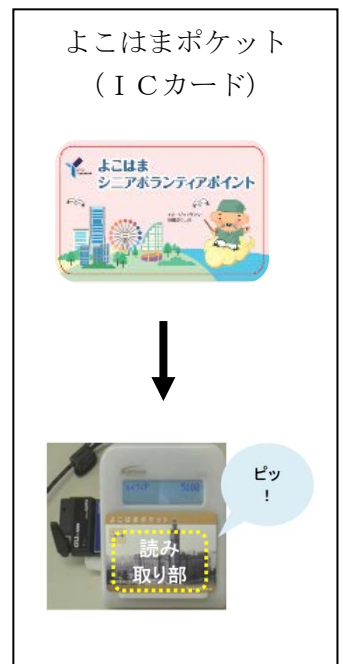 よこはまポケット
（ＩＣカード）
よこはま
シニアボランティアポイント
ピッ
！
よこはまポケット
読み
取り部